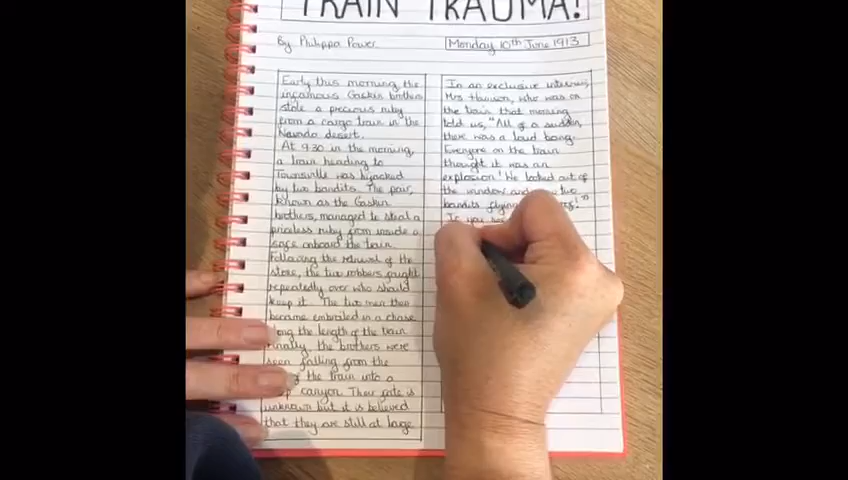 TRAIN TRAUMA!
By Philippa Power
Monday 10th June 1913
Early this morning the
infamous Gaskin brothers
stole a precious ruby
from a cargo train in the
Nevada desert.
At 9.30 in the morning,
a train heading to
Townsville was hijacked
by two bandits. The pair,
known as the Gaskin
brothers, managed to steal a
priceless ruby from inside a
safe onboard the train.
Following the retrieval of the
stone, the two robbers fought
repeatedly over who should
keep it. The two men then
became embroiled in a chase
along the length of the train
Finally, the brothers were
seen falling from the
of the train into a
canyon. Their fate is
unknown but it is believed
that they are still at large
In an exclusive interview,
Mrs Harrison, who was on
the train that morning
told us, "All of a sudden,
there was a loud bang.
Everyone on the train
thought it was an
explosion! We looked out of
the window and two
bandits flying
If you